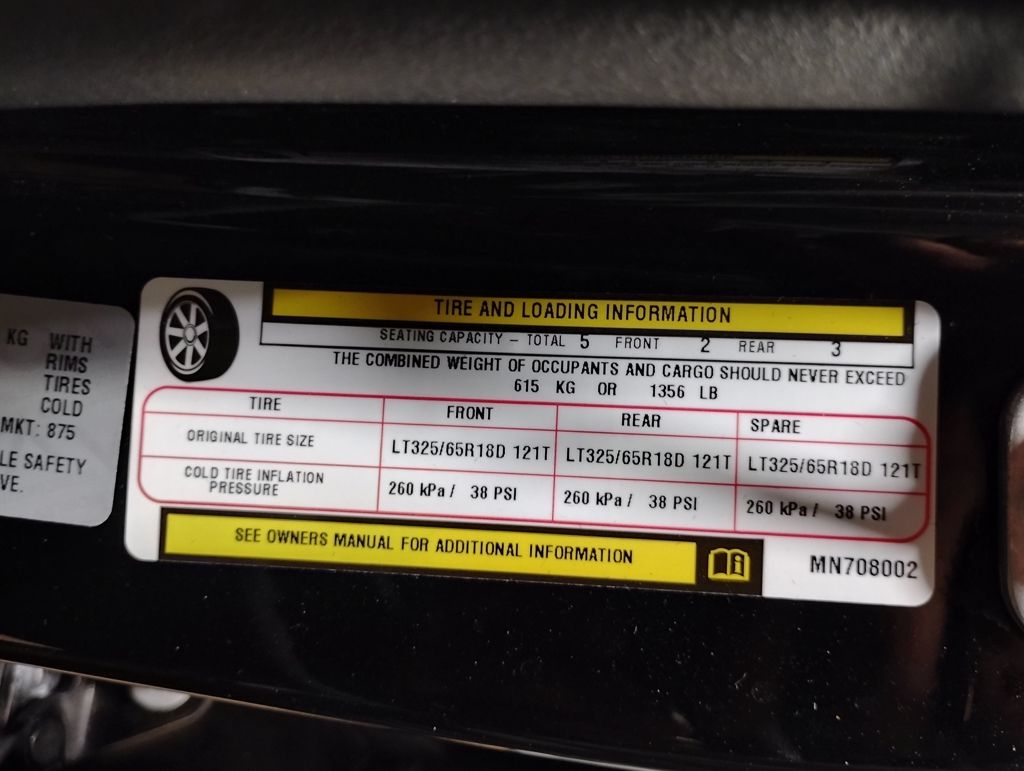 KG WITH
RIMS
TIRES
COLD
MKT: 875
LE SAFETY
VE.
TIRE AND LOADING INFORMATION
SEATING CAPACITY – TOTAL 5 FRONT 2 REAR 3
THE COMBINED WEIGHT OF OCCUPANTS AND CARGO SHOULD NEVER EXCEED
615 KG OR 1356 LB
TIRE FRONT REAR SPARE
ORIGINAL TIRE SIZE LT325/65R18D 121T LT325/65R18D 121T LT325/65R18D 121T
COLD TIRE INFLATION
PRESSURE 260 kPa / 38 PSI 260 kPa / 38 PSI 260 kPa / 38 PSI
SEE OWNERS MANUAL FOR ADDITIONAL INFORMATION
MN708002